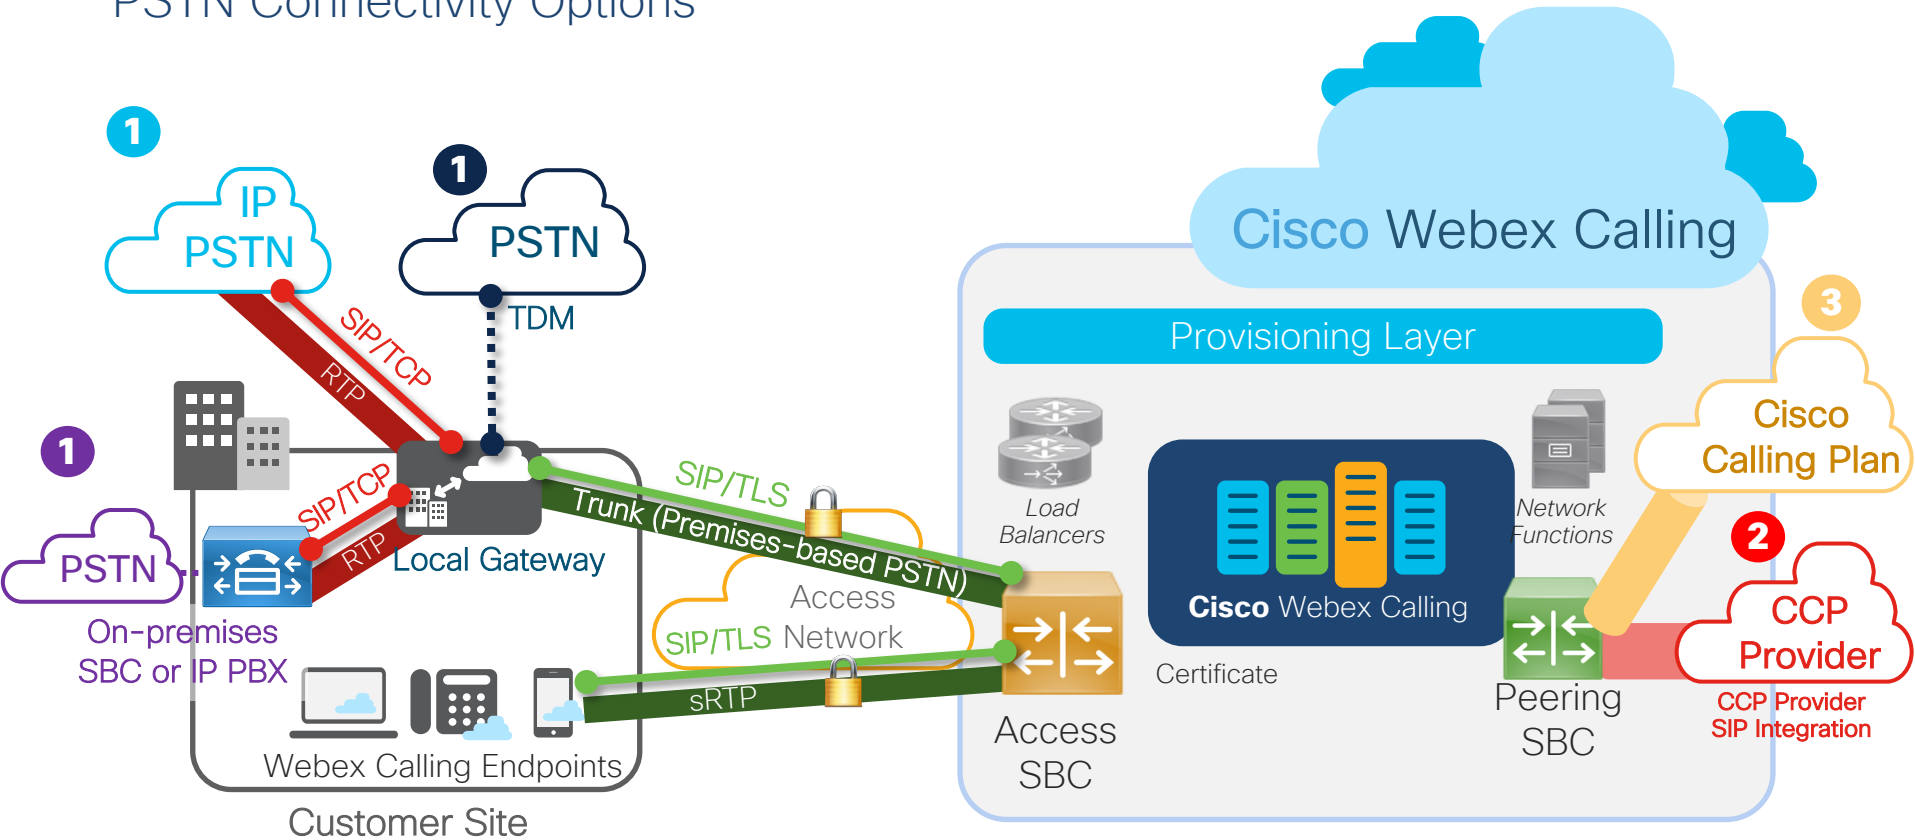 PSTN Connectivity Options
1
1
IP
PSTN
PSTN
TDM
SIP/TCP
RTP
1
SIP/TCP
RTP
PSTN
Local Gateway
On-premises
SBC or IP PBX
Webex Calling Endpoints
Customer Site
SIP/TLS
Trunk (Premises-based PSTN)
Access
Network
SIP/TLS
sRTP
Cisco Webex Calling
Provisioning Layer
Load
Balancers
Network
Functions
Cisco Webex Calling
Certificate
Access
SBC
Peering
SBC
3
Cisco
Calling Plan
2
CCP
Provider
CCP Provider
SIP Integration